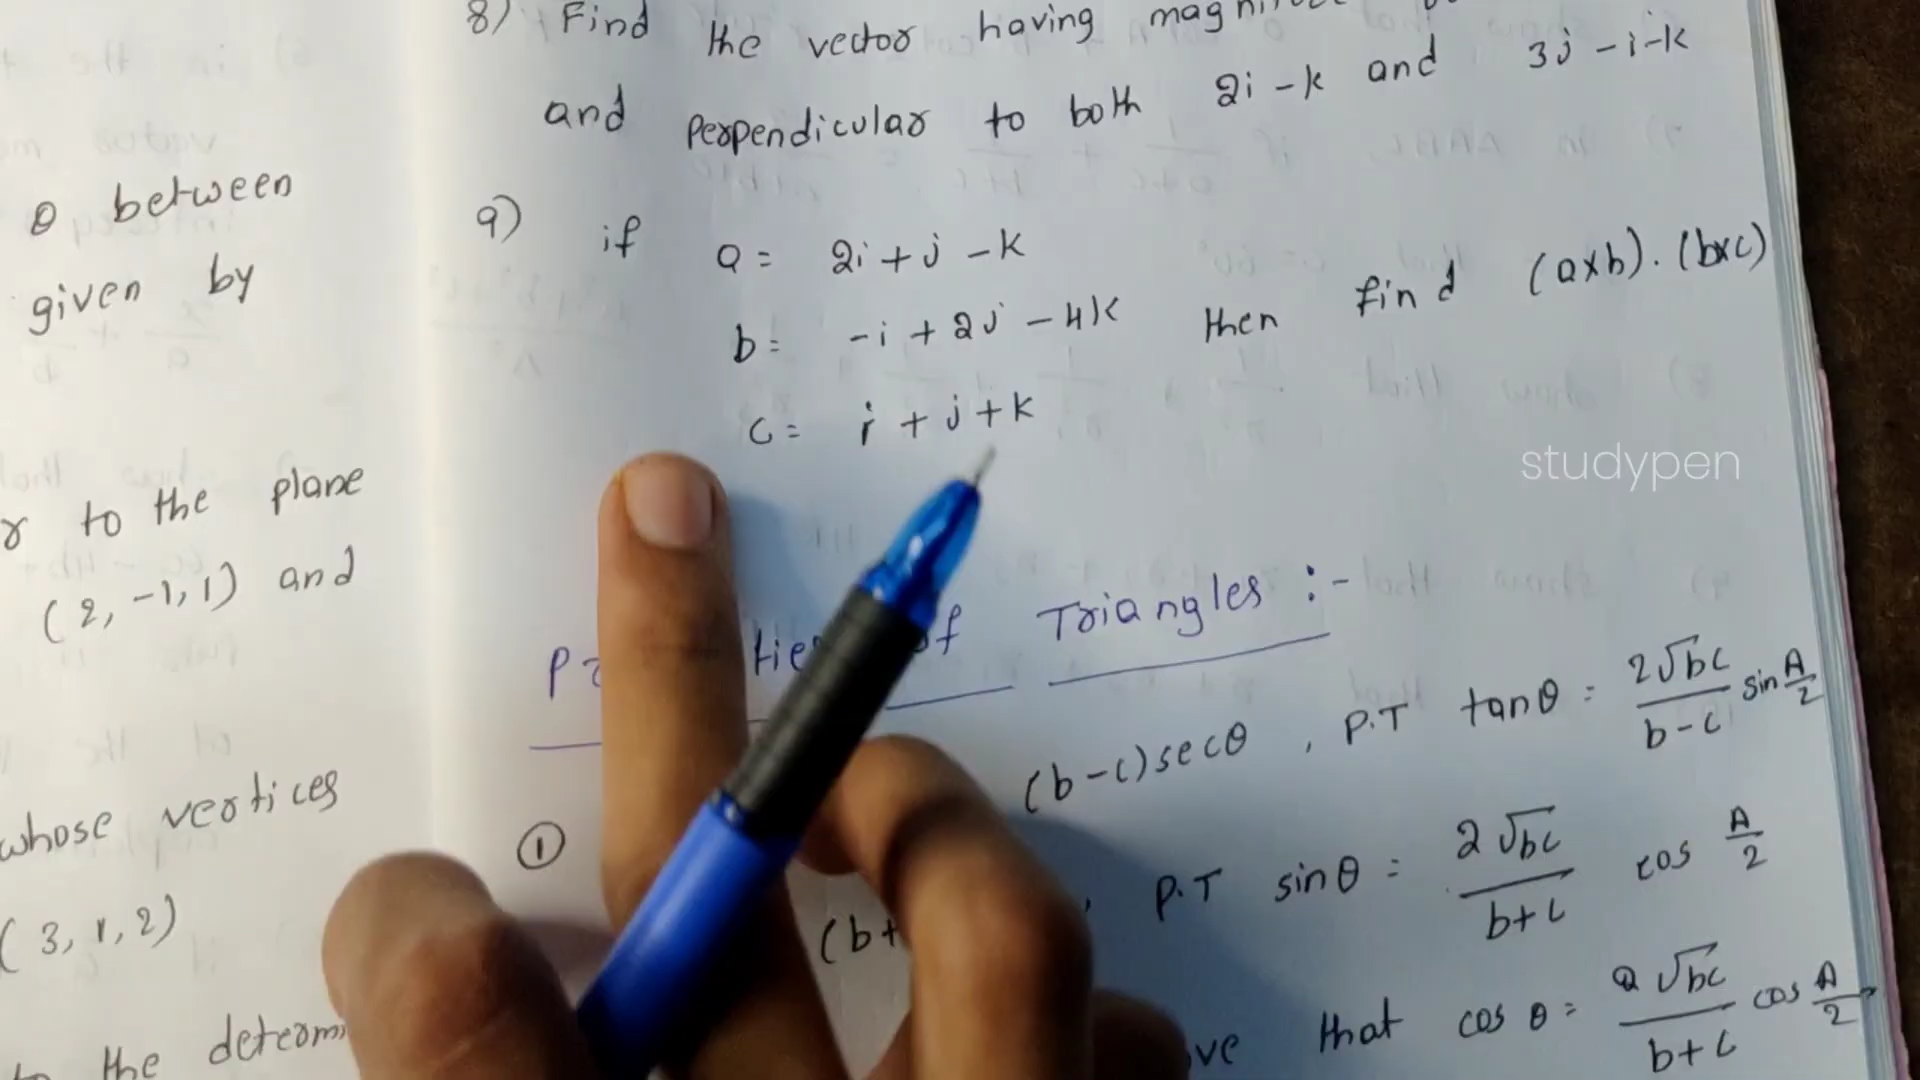 θ between
given by
to the plane
(2, -1, 1) and
whose vertices
(3, 1, 2)
the
8) Find the vector having
and perpendicular to both 2i - k and 3j - i - k
9) if a = 2i + j - k
b = -i + 2j - 4k then find (a×b). (b×c)
c = i + j + k
of Triangles :-
① (b-c)secθ , P.T tanθ = 2√bc / b-c sin A/2
P.T sinθ = 2√bc / b+c cos A/2
that cos θ = 2√bc / b+c cos A/2
studypen